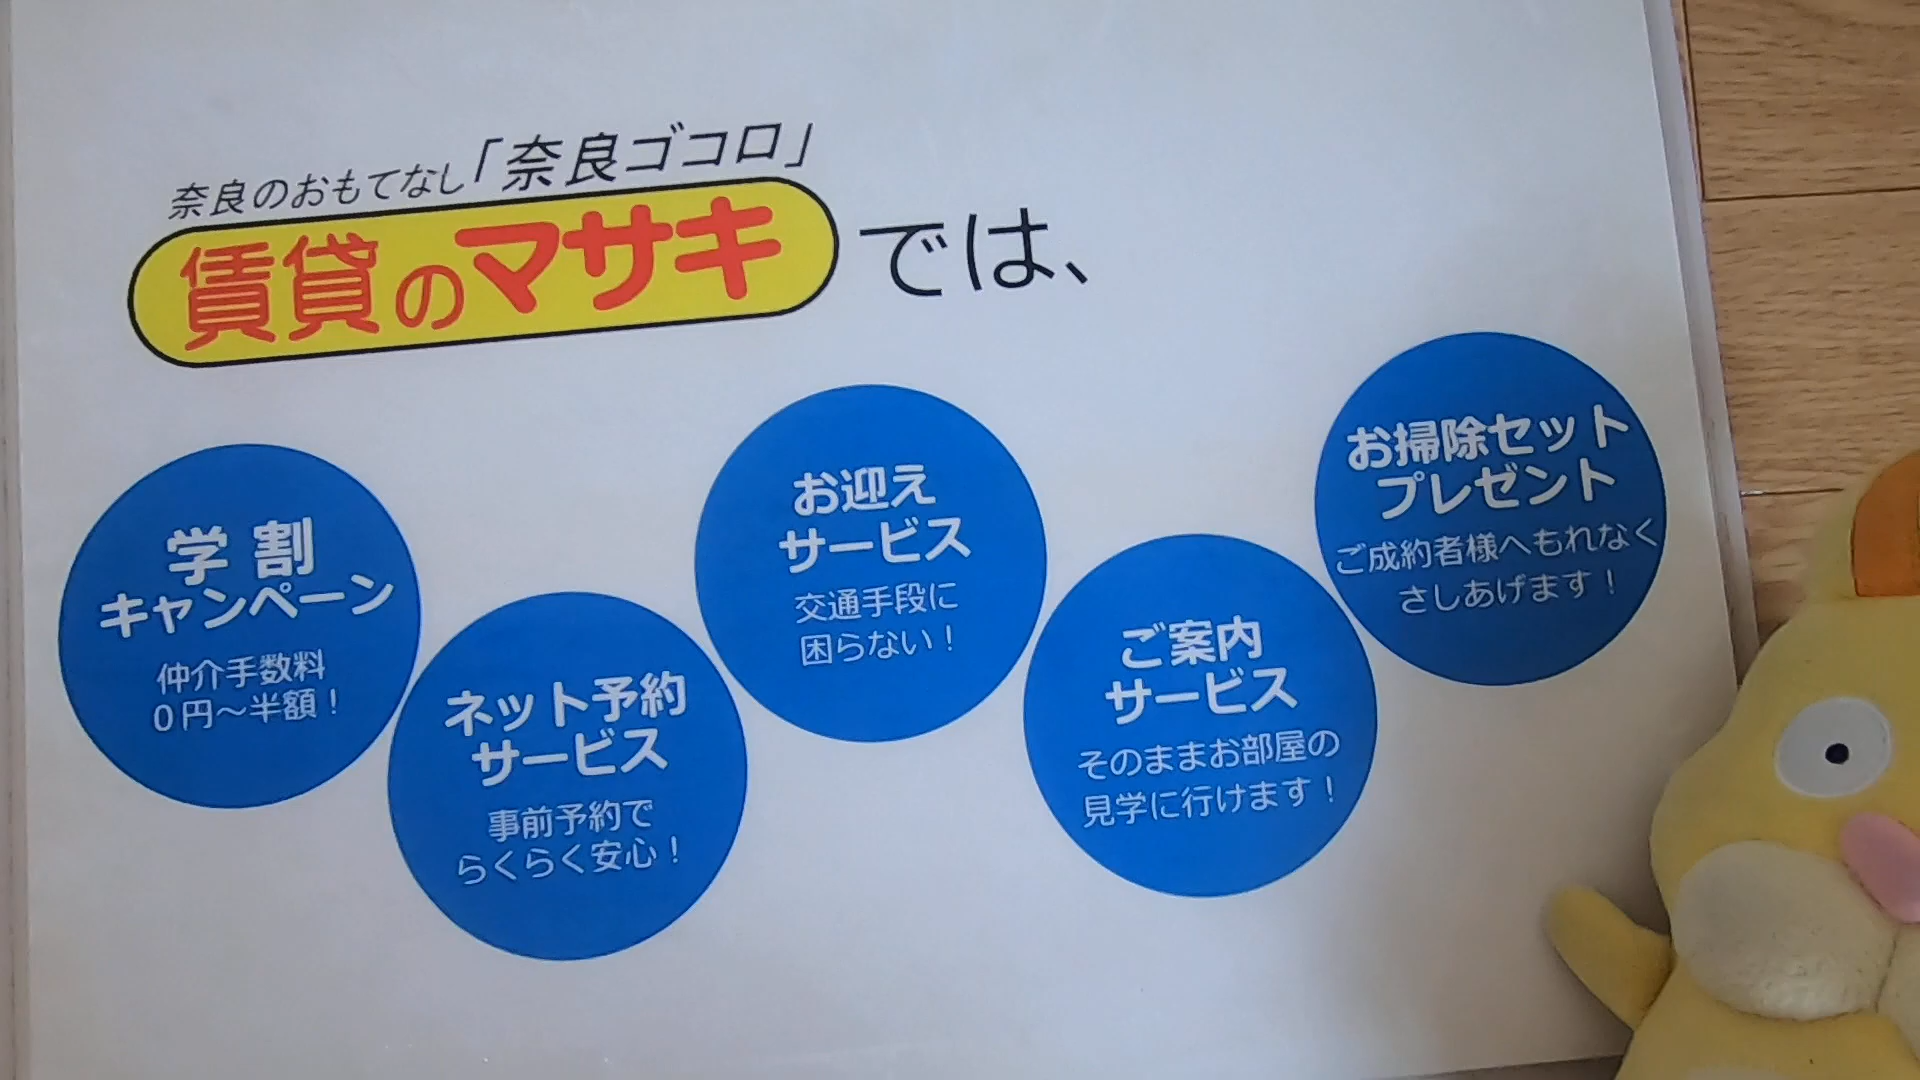 奈良のおもてなし「奈良ゴコロ」
賃貸のマサキでは、
学割
キャンペーン
仲介手数料
0円～半額！
ネット予約
サービス
事前予約で
らくらく安心！
お迎え
サービス
交通手段に
困らない！
ご案内
サービス
そのままお部屋の
見学に行けます！
お掃除セット
プレゼント
ご成約者様へもれなく
さしあげます！